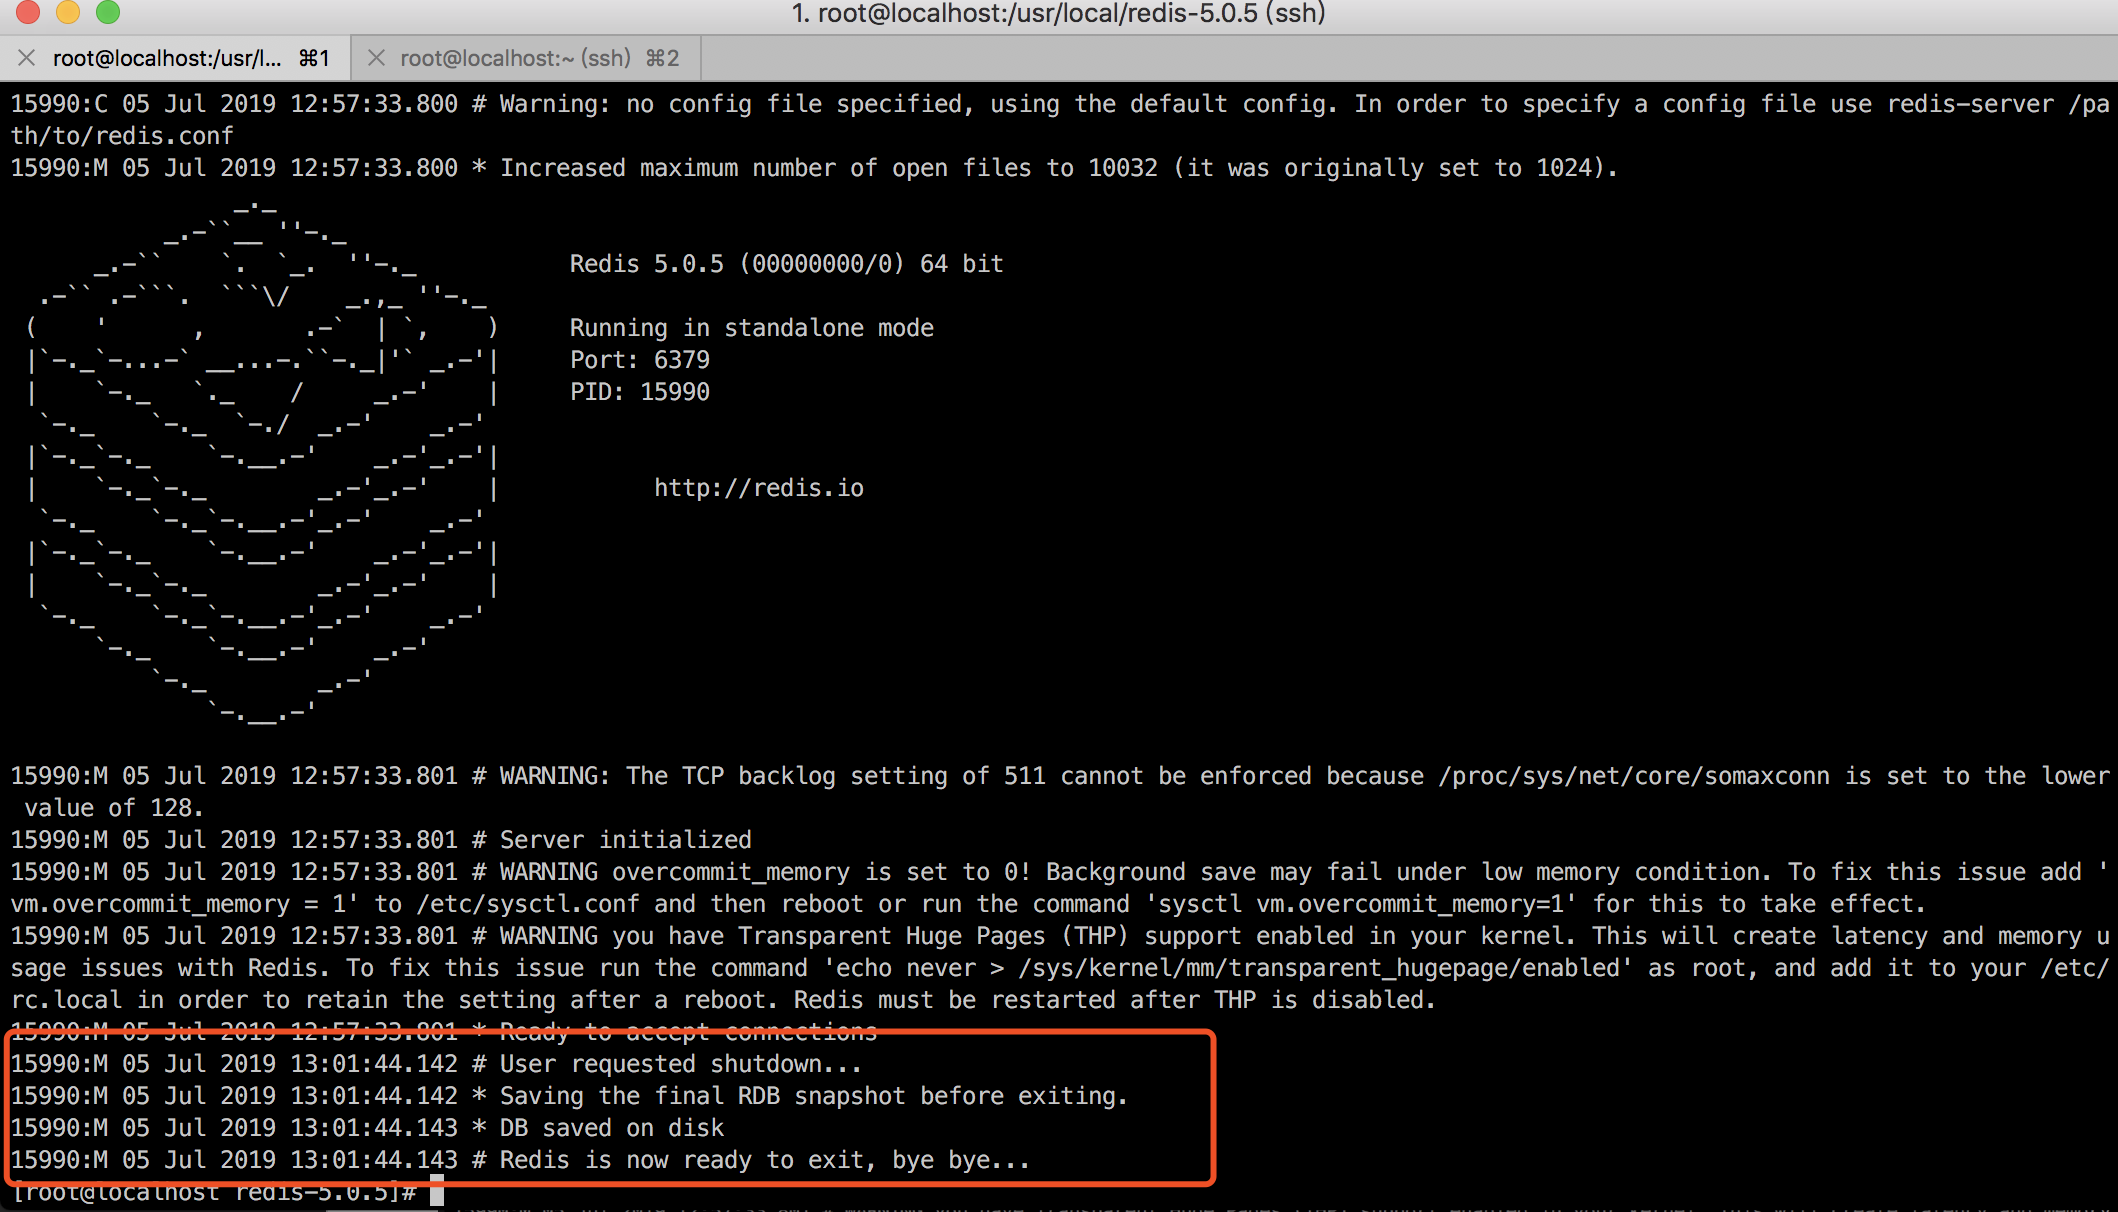 1. root@localhost:/usr/local/redis-5.0.5 (ssh)
root@localhost:/usr/l... ⌘1 root@localhost:~ (ssh) ⌘2
15990:C 05 Jul 2019 12:57:33.800 # Warning: no config file specified, using the default config. In order to specify a config file use redis-server /pa
th/to/redis.conf
15990:M 05 Jul 2019 12:57:33.800 * Increased maximum number of open files to 10032 (it was originally set to 1024).
Redis 5.0.5 (00000000/0) 64 bit
Running in standalone mode
Port: 6379
PID: 15990
http://redis.io
15990:M 05 Jul 2019 12:57:33.801 # WARNING: The TCP backlog setting of 511 cannot be enforced because /proc/sys/net/core/somaxconn is set to the lower
value of 128.
15990:M 05 Jul 2019 12:57:33.801 # Server initialized
15990:M 05 Jul 2019 12:57:33.801 # WARNING overcommit_memory is set to 0! Background save may fail under low memory condition. To fix this issue add '
vm.overcommit_memory = 1' to /etc/sysctl.conf and then reboot or run the command 'sysctl vm.overcommit_memory=1' for this to take effect.
15990:M 05 Jul 2019 12:57:33.801 # WARNING you have Transparent Huge Pages (THP) support enabled in your kernel. This will create latency and memory u
sage issues with Redis. To fix this issue run the command 'echo never > /sys/kernel/mm/transparent_hugepage/enabled' as root, and add it to your /etc/
rc.local in order to retain the setting after a reboot. Redis must be restarted after THP is disabled.
15990:M 05 Jul 2019 12:57:33.801 * Ready to accept connections
15990:M 05 Jul 2019 13:01:44.142 # User requested shutdown...
15990:M 05 Jul 2019 13:01:44.142 * Saving the final RDB snapshot before exiting.
15990:M 05 Jul 2019 13:01:44.143 * DB saved on disk
15990:M 05 Jul 2019 13:01:44.143 # Redis is now ready to exit, bye bye...
[root@localhost redis-5.0.5]#